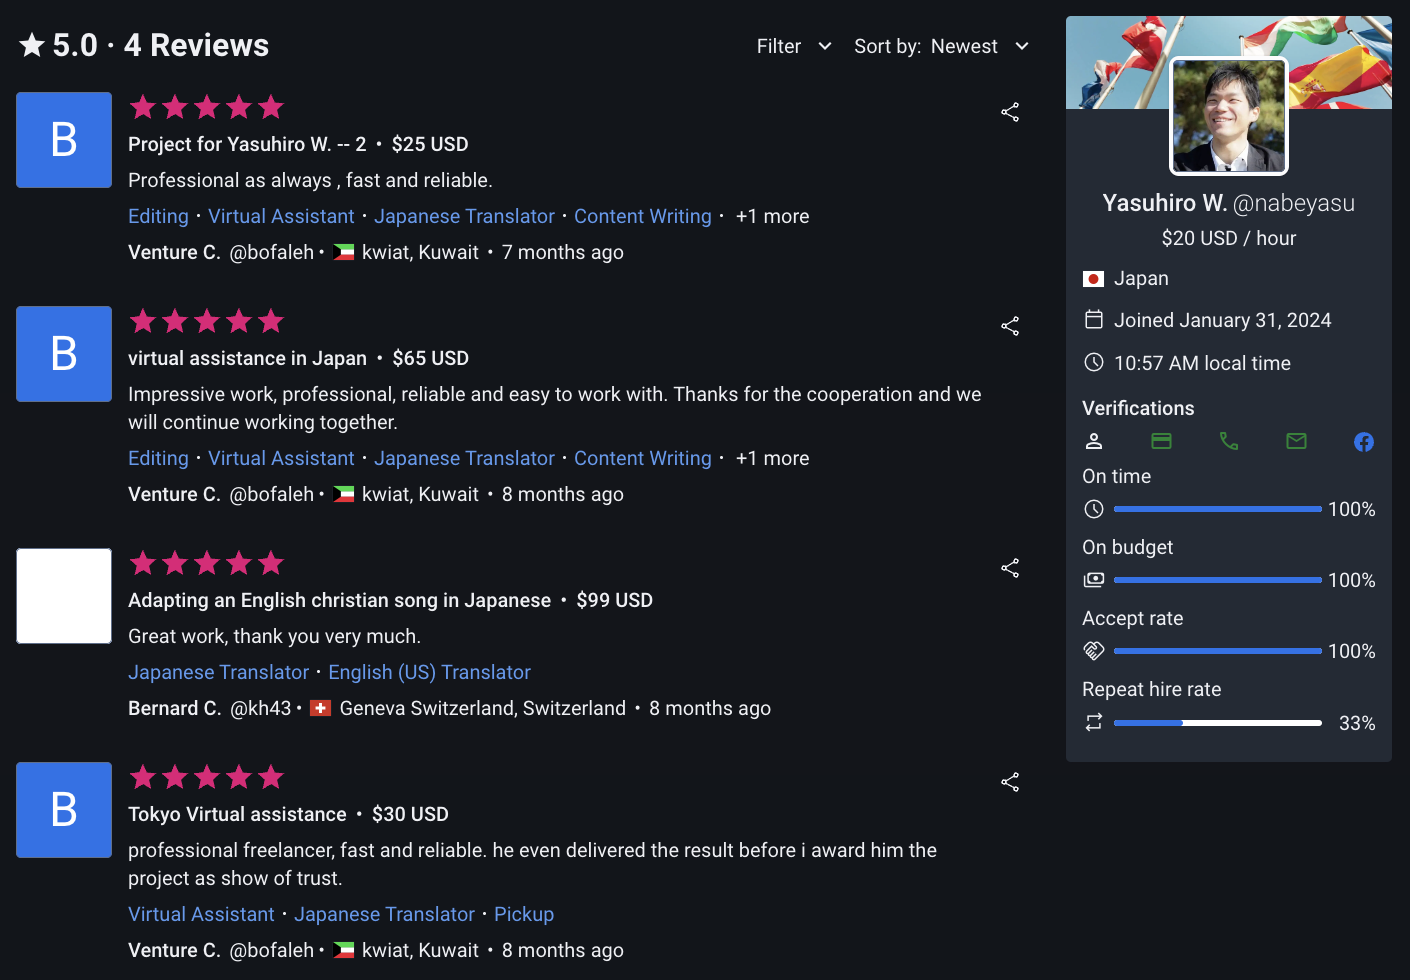 ★ 5.0 · 4 Reviews
Filter
Sort by: Newest
B
Project for Yasuhiro W. -- 2 • $25 USD
Professional as always , fast and reliable.
Editing · Virtual Assistant · Japanese Translator · Content Writing · +1 more
Venture C. @bofaleh • kwiat, Kuwait • 7 months ago
B
virtual assistance in Japan • $65 USD
Impressive work, professional, reliable and easy to work with. Thanks for the cooperation and we
will continue working together.
Editing · Virtual Assistant · Japanese Translator · Content Writing · +1 more
Venture C. @bofaleh • kwiat, Kuwait • 8 months ago
Adapting an English christian song in Japanese • $99 USD
Great work, thank you very much.
Japanese Translator · English (US) Translator
Bernard C. @kh43 • Geneva Switzerland, Switzerland • 8 months ago
B
Tokyo Virtual assistance • $30 USD
professional freelancer, fast and reliable. he even delivered the result before i award him the
project as show of trust.
Virtual Assistant · Japanese Translator · Pickup
Venture C. @bofaleh • kwiat, Kuwait • 8 months ago
Yasuhiro W. @nabeyasu
$20 USD / hour
Japan
Joined January 31, 2024
10:57 AM local time
Verifications
On time
100%
On budget
100%
Accept rate
100%
Repeat hire rate
33%